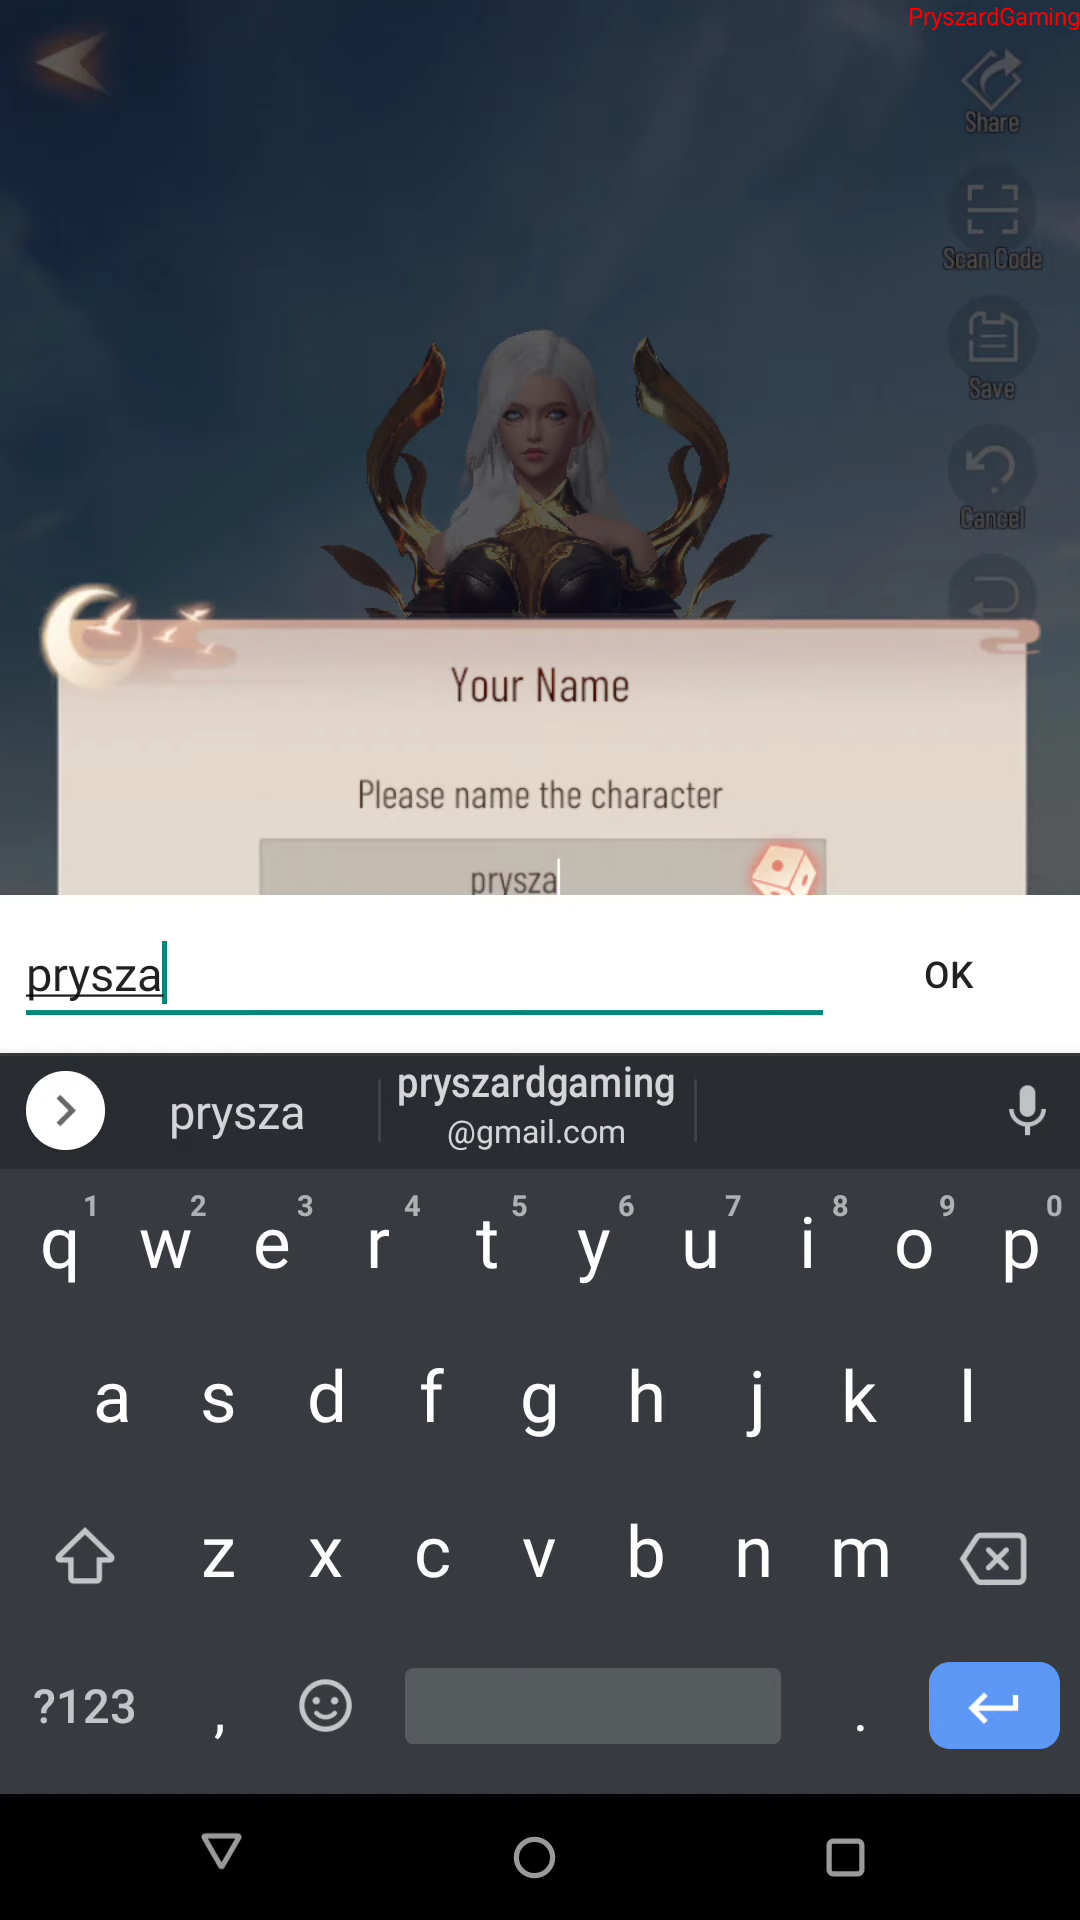 PryszardGaming
Share
Scan Code
Save
Cancel
Your Name
Please name the character
prysza
prysza
OK
prysza
pryszardgaming
@gmail.com
1 2 3 4 5 6 7 8 9 0
q w e r t y u i o p
a s d f g h j k l
z x c v b n m
?123 , .